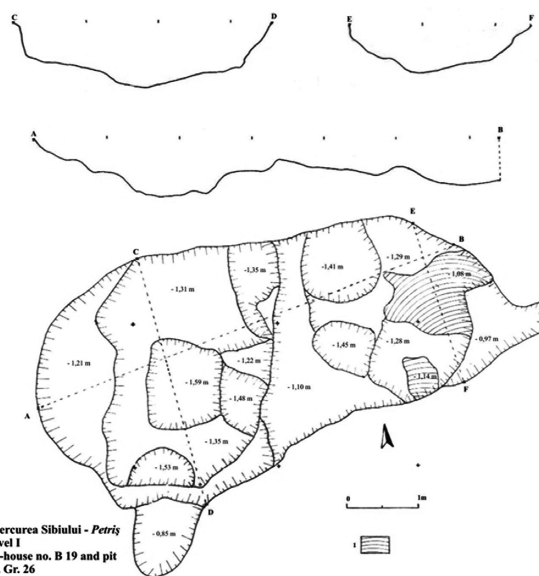 C D E F
A B
E
C B
- 1,29 m
- 1,35 m - 1,41 m - 1,08 m
- 1,31 m
- 0,97 m
- 1,45 m - 1,28 m
- 1,21 m - 1,22 m
- 1,59 m - 1,14 m
- 1,48 m - 1,10 m F
A
- 1,35 m
- 1,53 m
0 1m
D
- 0,85 m
1
ercurea Sibiului - Petriş
vel I
-house no. B 19 and pit
. Gr. 26